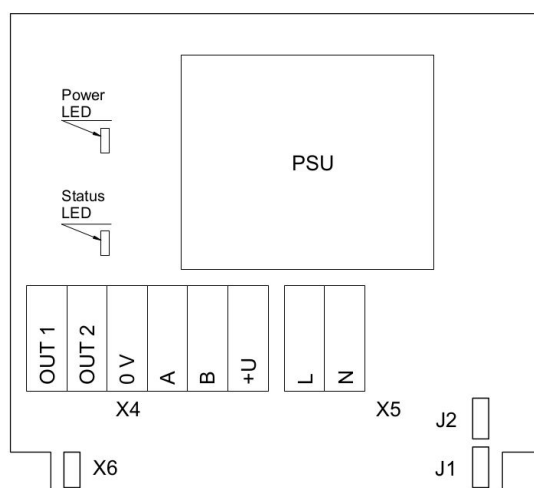 Power
LED
PSU
Status
LED
OUT 1
OUT 2
0 V
A
B
+U
L
N
X4
X5
J2
X6
J1